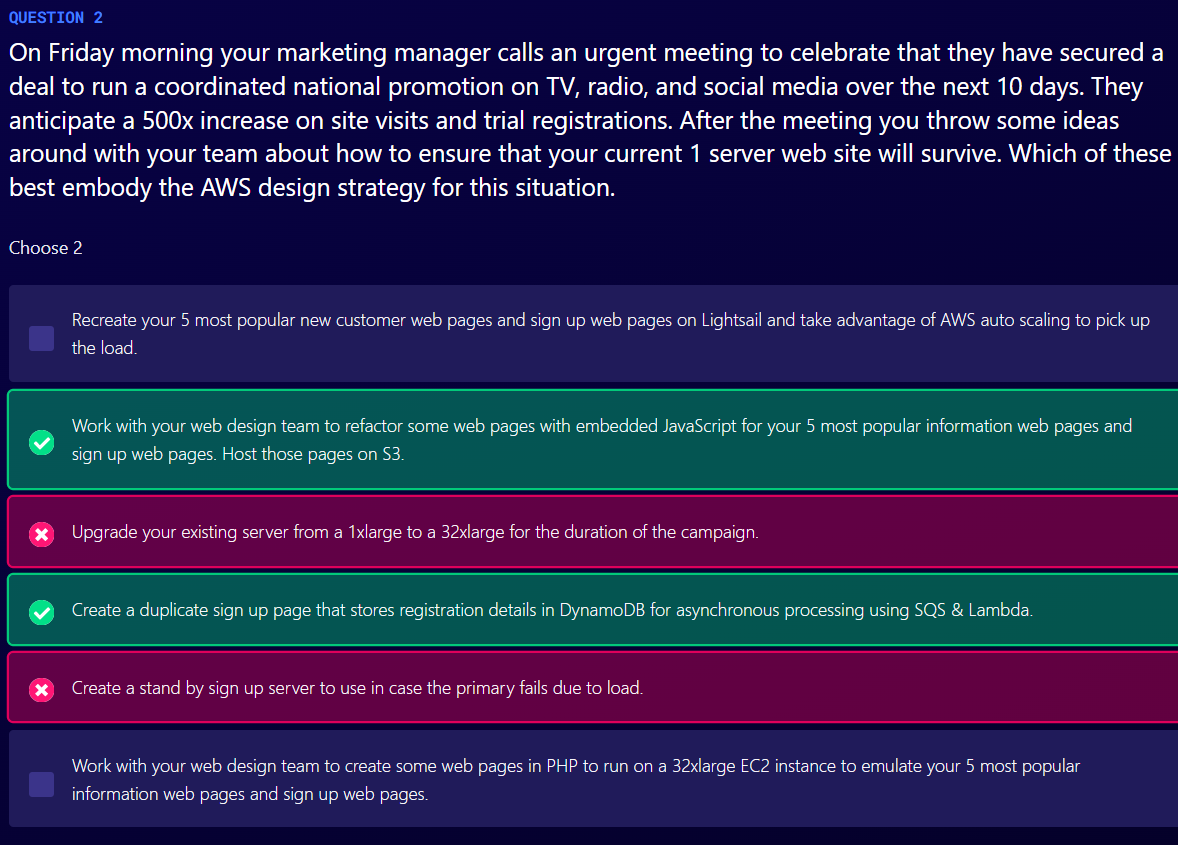 QUESTION 2
On Friday morning your marketing manager calls an urgent meeting to celebrate that they have secured a
deal to run a coordinated national promotion on TV, radio, and social media over the next 10 days. They
anticipate a 500x increase on site visits and trial registrations. After the meeting you throw some ideas
around with your team about how to ensure that your current 1 server web site will survive. Which of these
best embody the AWS design strategy for this situation.
Choose 2
Recreate your 5 most popular new customer web pages and sign up web pages on Lightsail and take advantage of AWS auto scaling to pick up
the load.
Work with your web design team to refactor some web pages with embedded JavaScript for your 5 most popular information web pages and
sign up web pages. Host those pages on S3.
Upgrade your existing server from a 1xlarge to a 32xlarge for the duration of the campaign.
Create a duplicate sign up page that stores registration details in DynamoDB for asynchronous processing using SQS & Lambda.
Create a stand by sign up server to use in case the primary fails due to load.
Work with your web design team to create some web pages in PHP to run on a 32xlarge EC2 instance to emulate your 5 most popular
information web pages and sign up web pages.